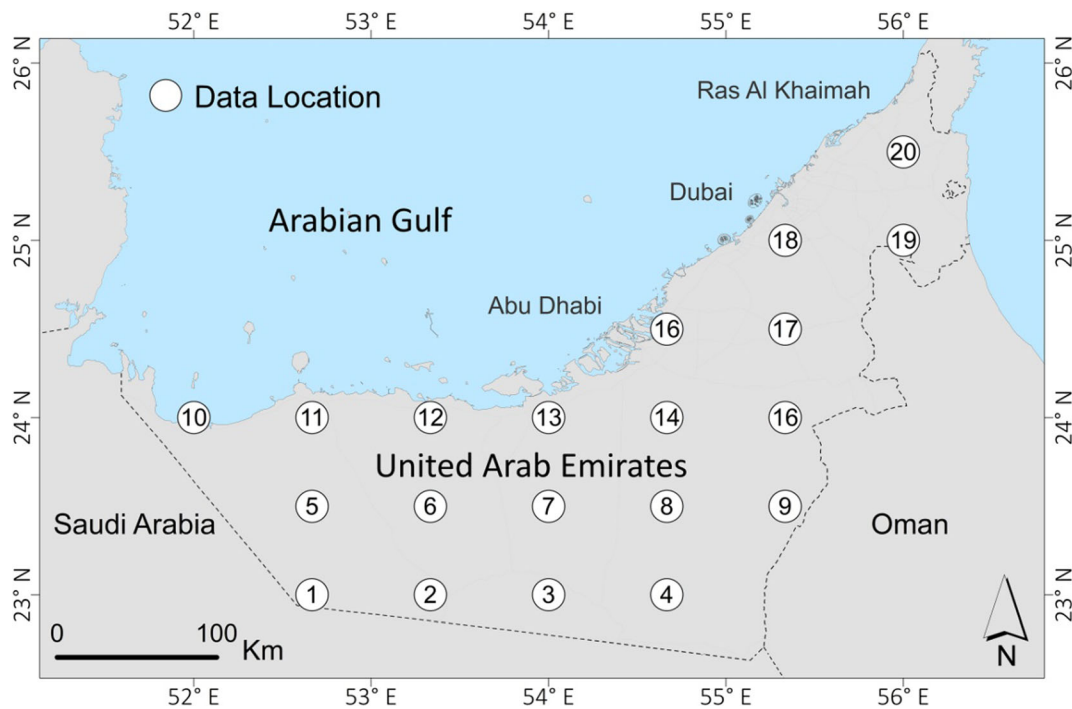 52° E 53° E 54° E 55° E 56° E
26° N 26° N
Data Location
Ras Al Khaimah
20
Dubai
Arabian Gulf
25° N 18 19 25° N
Abu Dhabi
16 17
24° N 10 11 12 13 14 16 24° N
United Arab Emirates
5 6 7 8 9
Saudi Arabia Oman
23° N 1 2 3 4 23° N
0 100
Km
N
52° E 53° E 54° E 55° E 56° E